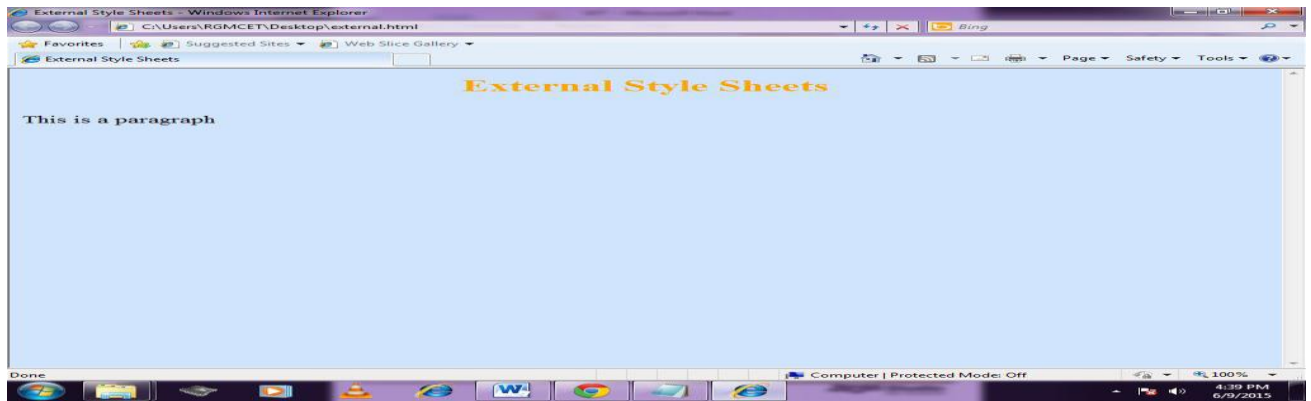 External Style Sheets - Windows Internet Explorer
C:\Users\RGMCET\Desktop\external.html
Bing
Favorites
Suggested Sites
Web Slice Gallery
External Style Sheets
Page
Safety
Tools
External Style Sheets
This is a paragraph
Done
Computer | Protected Mode: Off
100%
4:39 PM
6/9/2015